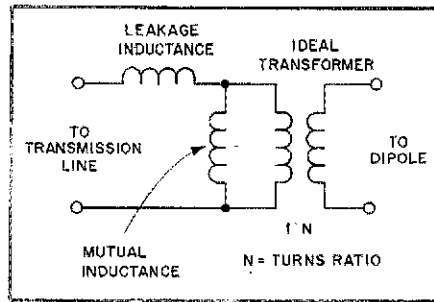 LEAKAGE
INDUCTANCE
IDEAL
TRANSFORMER
TO
TRANSMISSION
LINE
TO
DIPOLE
MUTUAL
INDUCTANCE
N = TURNS RATIO